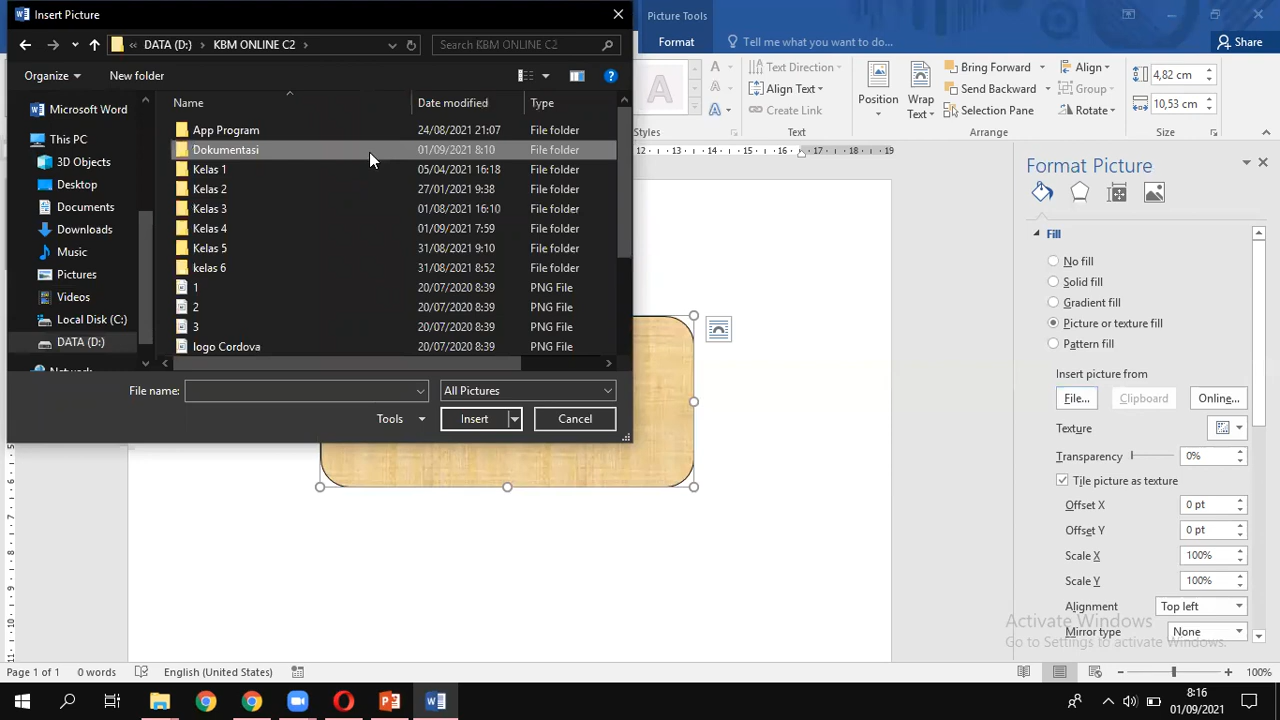 Insert Picture
Picture Tools
DATA (D:) › KBM ONLINE C2 ›
Search KBM ONLINE C2
Format
Tell me what you want to do...
Share
Organize
New folder
Text Direction
Align Text
Create Link
Text
Styles
Position
Wrap Text
Bring Forward
Send Backward
Selection Pane
Align
Group
Rotate
Arrange
4,82 cm
10,53 cm
Size
Microsoft Word
This PC
3D Objects
Desktop
Documents
Downloads
Music
Pictures
Videos
Local Disk (C:)
DATA (D:)
Network
Name Date modified Type
App Program 24/08/2021 21:07 File folder
Dokumentasi 01/09/2021 8:10 File folder
Kelas 1 05/04/2021 16:18 File folder
Kelas 2 27/01/2021 9:38 File folder
Kelas 3 01/08/2021 16:10 File folder
Kelas 4 01/09/2021 7:59 File folder
Kelas 5 31/08/2021 9:10 File folder
kelas 6 31/08/2021 8:52 File folder
1 20/07/2020 8:39 PNG File
2 20/07/2020 8:39 PNG File
3 20/07/2020 8:39 PNG File
logo Cordova 20/07/2020 8:39 PNG File
File name:
All Pictures
Tools
Insert
Cancel
12 13 14 15 16 17 18 19
Format Picture
Fill
No fill
Solid fill
Gradient fill
Picture or texture fill
Pattern fill
Insert picture from
File...
Clipboard
Online...
Texture
Transparency 0%
Tile picture as texture
Offset X 0 pt
Offset Y 0 pt
Scale X 100%
Scale Y 100%
Alignment Top left
Mirror type None
Activate Windows
Go to Settings to activate Windows.
Page 1 of 1
0 words
English (United States)
100%
8:16
01/09/2021